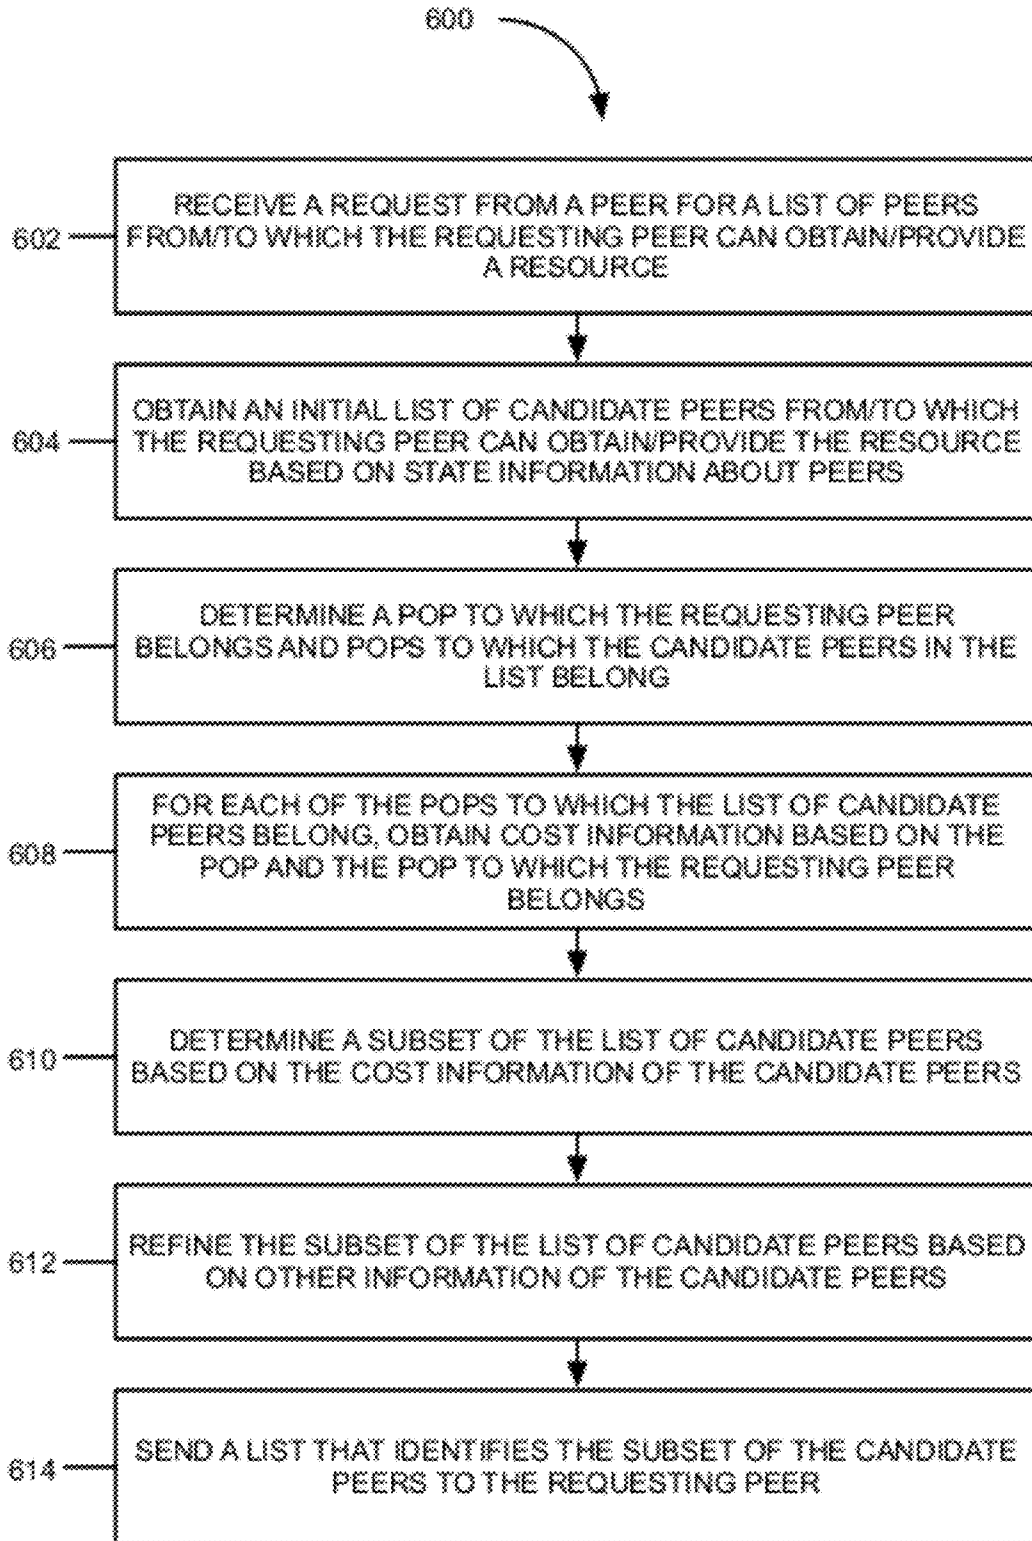 600
602
RECEIVE A REQUEST FROM A PEER FOR A LIST OF PEERS
FROM/TO WHICH THE REQUESTING PEER CAN OBTAIN/PROVIDE
A RESOURCE
604
OBTAIN AN INITIAL LIST OF CANDIDATE PEERS FROM/TO WHICH
THE REQUESTING PEER CAN OBTAIN/PROVIDE THE RESOURCE
BASED ON STATE INFORMATION ABOUT PEERS
606
DETERMINE A POP TO WHICH THE REQUESTING PEER
BELONGS AND POPS TO WHICH THE CANDIDATE PEERS IN THE
LIST BELONG
608
FOR EACH OF THE POPS TO WHICH THE LIST OF CANDIDATE
PEERS BELONG, OBTAIN COST INFORMATION BASED ON THE
POP AND THE POP TO WHICH THE REQUESTING PEER
BELONGS
610
DETERMINE A SUBSET OF THE LIST OF CANDIDATE PEERS
BASED ON THE COST INFORMATION OF THE CANDIDATE PEERS
612
REFINE THE SUBSET OF THE LIST OF CANDIDATE PEERS BASED
ON OTHER INFORMATION OF THE CANDIDATE PEERS
614
SEND A LIST THAT IDENTIFIES THE SUBSET OF THE CANDIDATE
PEERS TO THE REQUESTING PEER